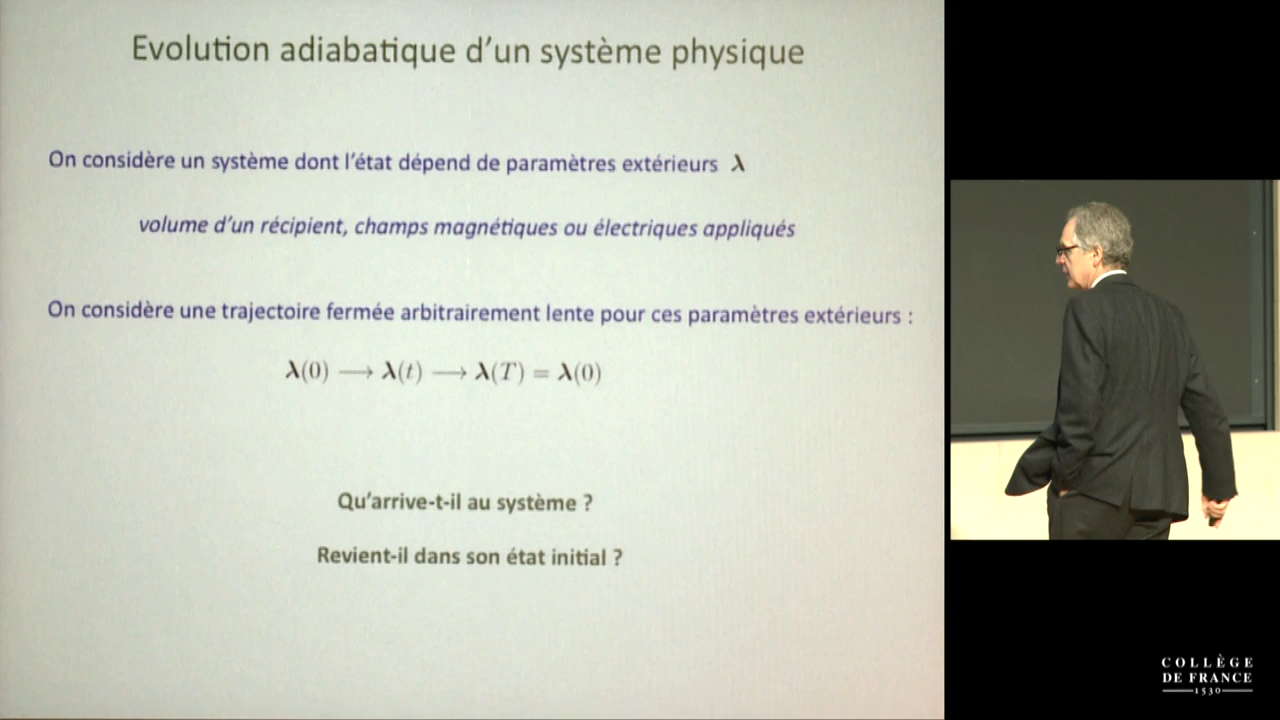 Evolution adiabatique d'un système physique
On considère un système dont l'état dépend de paramètres extérieurs λ
volume d'un récipient, champs magnétiques ou électriques appliqués
On considère une trajectoire fermée arbitrairement lente pour ces paramètres extérieurs :
λ(0) ⟶ λ(t) ⟶ λ(T) = λ(0)
Qu'arrive-t-il au système ?
Revient-il dans son état initial ?
COLLÈGE
DE FRANCE
1530